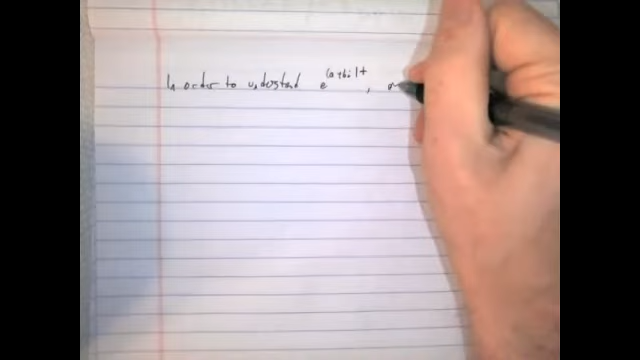 In order to understand e^{(a+bi)t},